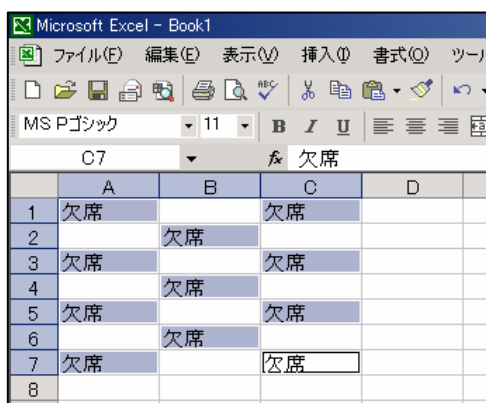 Microsoft Excel - Book1
ファイル(F) 編集(E) 表示(V) 挿入(I) 書式(O) ツール
ABC
MS Pゴシック 11 B I U
C7 fx 欠席
A B C D
1 欠席 欠席
2 欠席
3 欠席 欠席
4 欠席
5 欠席 欠席
6 欠席
7 欠席 欠席
8